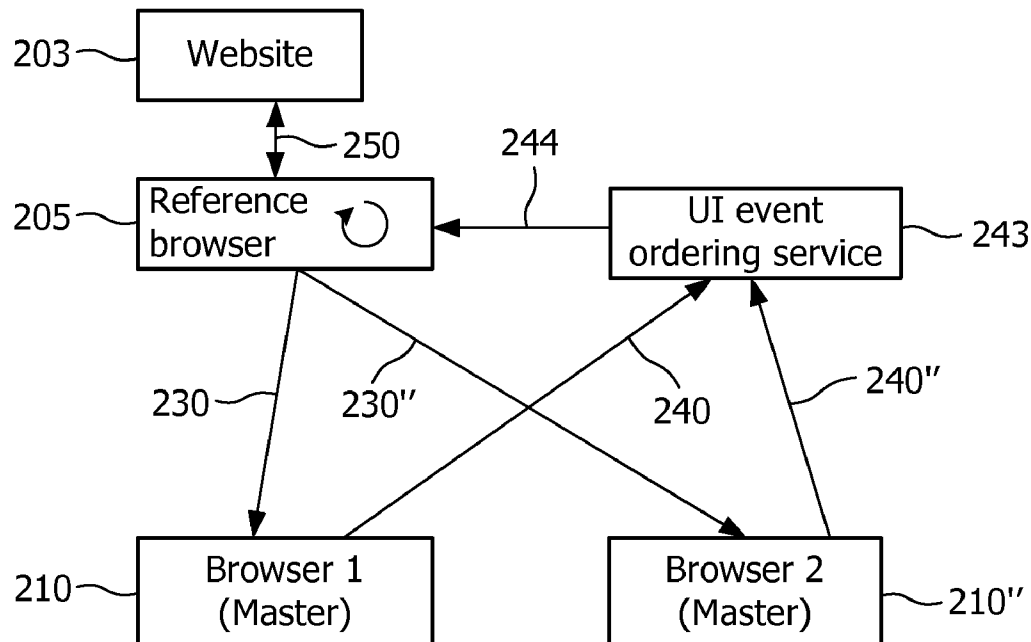 203
Website
250
244
205
Reference
browser
UI event
ordering service
243
230
230"
240
240"
210
Browser 1
(Master)
Browser 2
(Master)
210"